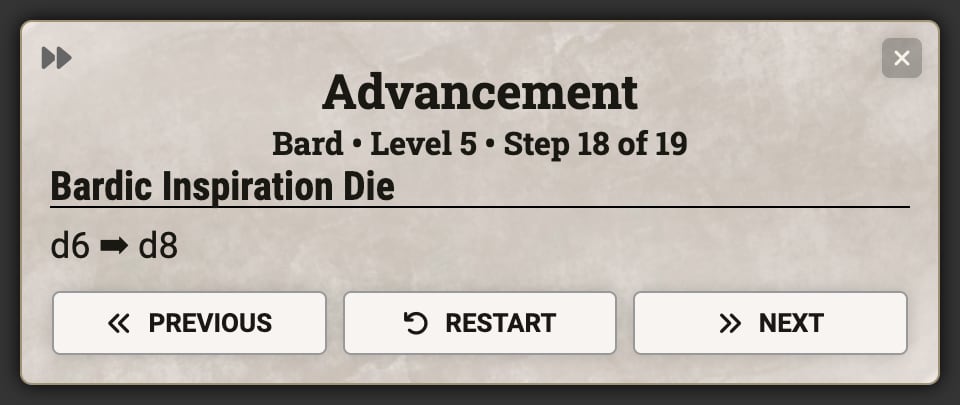 Advancement
Bard • Level 5 • Step 18 of 19
Bardic Inspiration Die
d6 ➡ d8
PREVIOUS
RESTART
NEXT